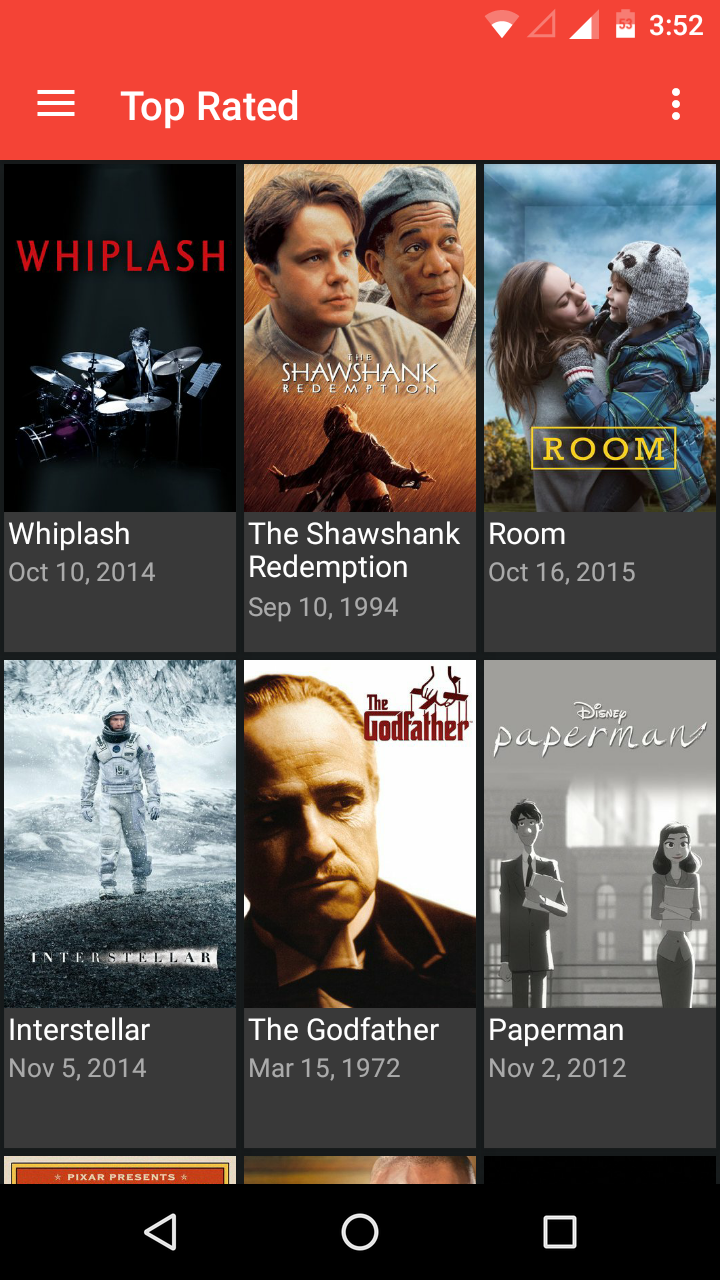 53 3:52
Top Rated
WHIPLASH
THE
SHAWSHANK
REDEMPTION
ROOM
Whiplash
Oct 10, 2014
The Shawshank
Redemption
Sep 10, 1994
Room
Oct 16, 2015
INTERSTELLAR
The
Godfather
DISNEY
paperman
Interstellar
Nov 5, 2014
The Godfather
Mar 15, 1972
Paperman
Nov 2, 2012
PIXAR PRESENTS